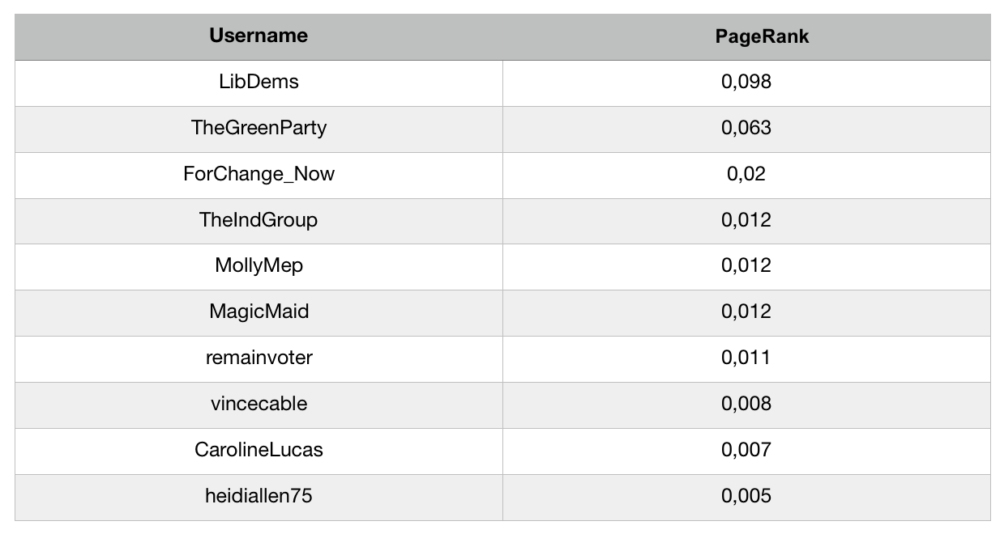 Username PageRank
LibDems 0,098
TheGreenParty 0,063
ForChange_Now 0,02
TheIndGroup 0,012
MollyMep 0,012
MagicMaid 0,012
remainvoter 0,011
vincecable 0,008
CarolineLucas 0,007
heidiallen75 0,005